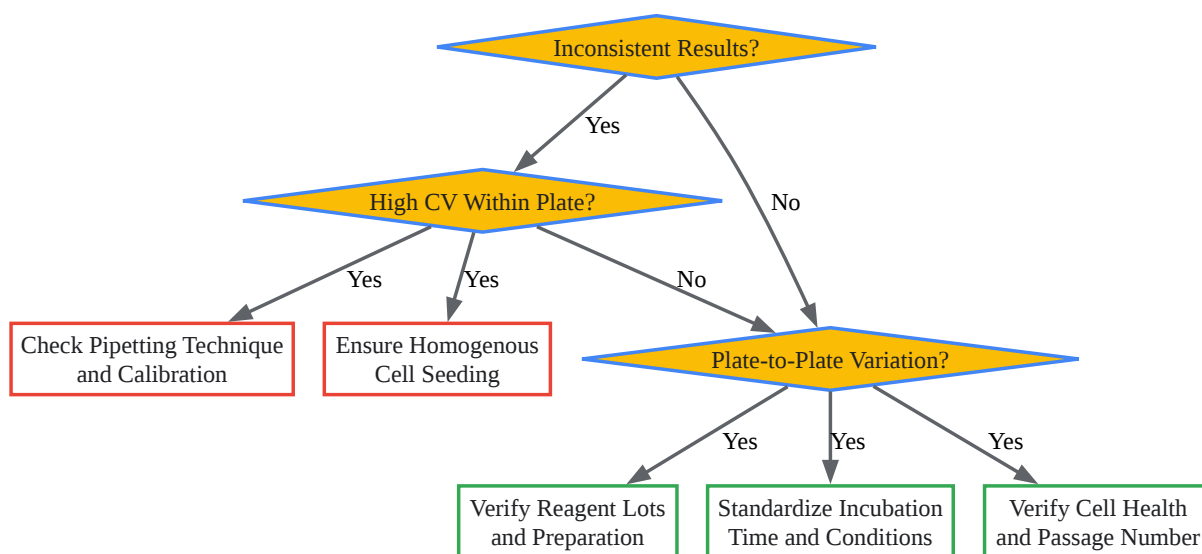 Inconsistent Results?
Yes
High CV Within Plate?
No
Yes
Yes
No
Check Pipetting Technique
and Calibration
Ensure Homogenous
Cell Seeding
Plate-to-Plate Variation?
Yes
Yes
Yes
Verify Reagent Lots
and Preparation
Standardize Incubation
Time and Conditions
Verify Cell Health
and Passage Number